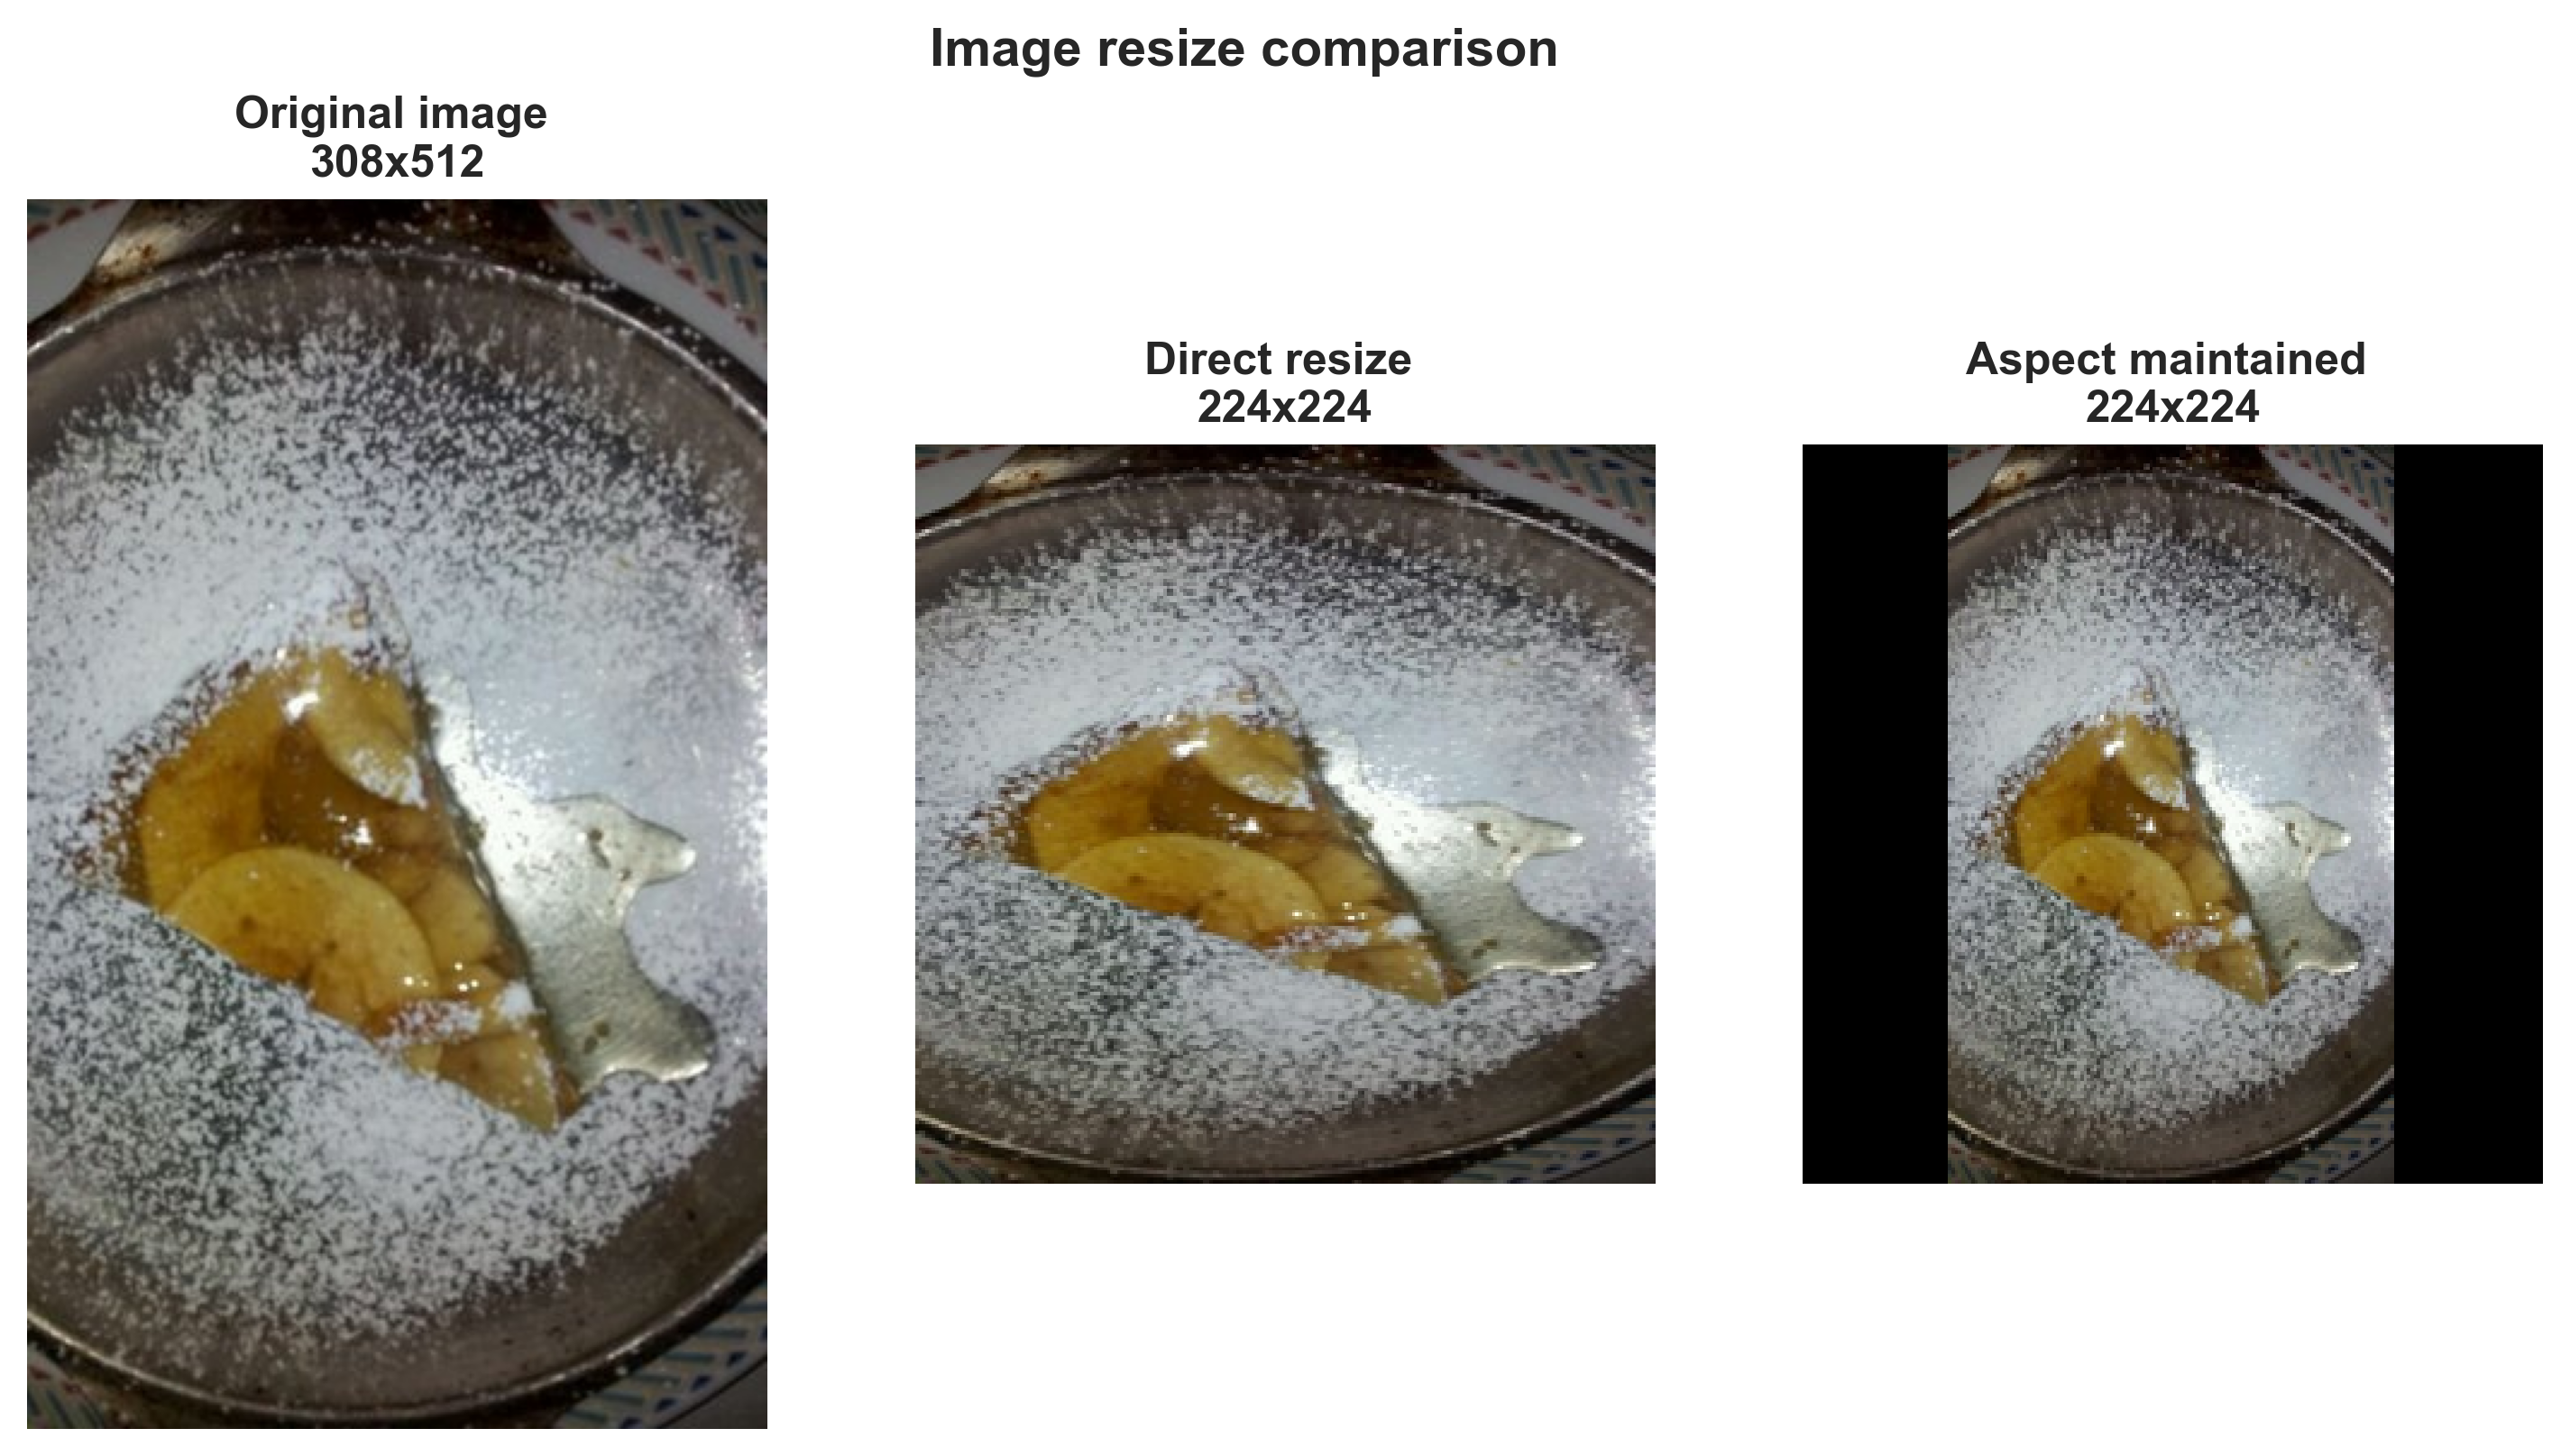 Image resize comparison
Original image
308x512
Direct resize
224x224
Aspect maintained
224x224